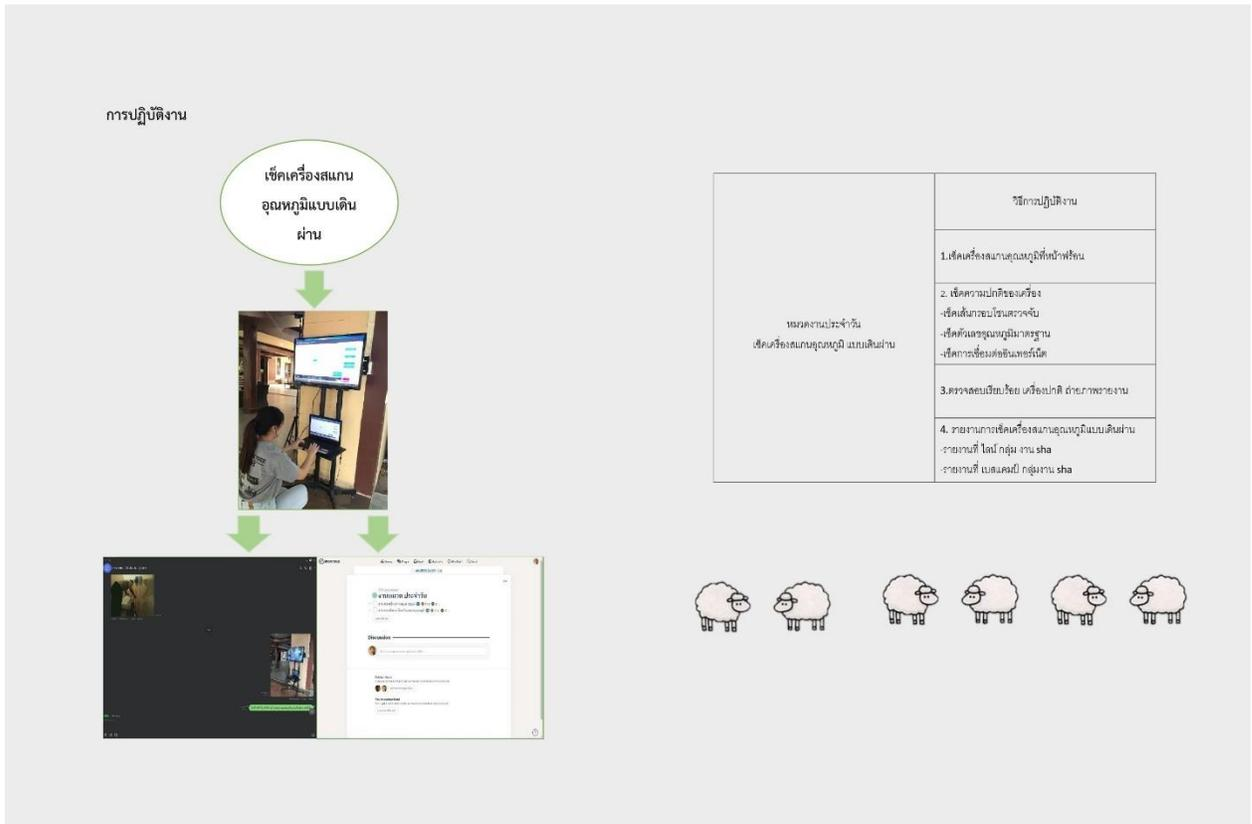 การปฏิบัติงาน
เช็คเครื่องสแกน
อุณหภูมิแบบเดิน
ผ่าน
หมวดงานประจำวัน
เช็คเครื่องสแกนอุณหภูมิ แบบเดินผ่าน
วิธีการปฏิบัติงาน
1.เช็คเครื่องสแกนอุณหภูมิที่หน้าฟร้อน
2. เช็คความปกติของเครื่อง
-เช็คเส้นกรอบโซนตรวจจับ
-เช็คตัวเลขอุณหภูมิมาตรฐาน
-เช็คการเชื่อมต่ออินเทอร์เน็ต
3.ตรวจสอบเรียบร้อย เครื่องปกติ ถ่ายภาพรายงาน
4. รายงานการเช็คเครื่องสแกนอุณหภูมิแบบเดินผ่าน
-รายงานที่ ไลน์ กลุ่ม งาน sha
-รายงานที่ เบสแคมป์ กลุ่มงาน sha
งานหมวด ประจำวัน
Discussion